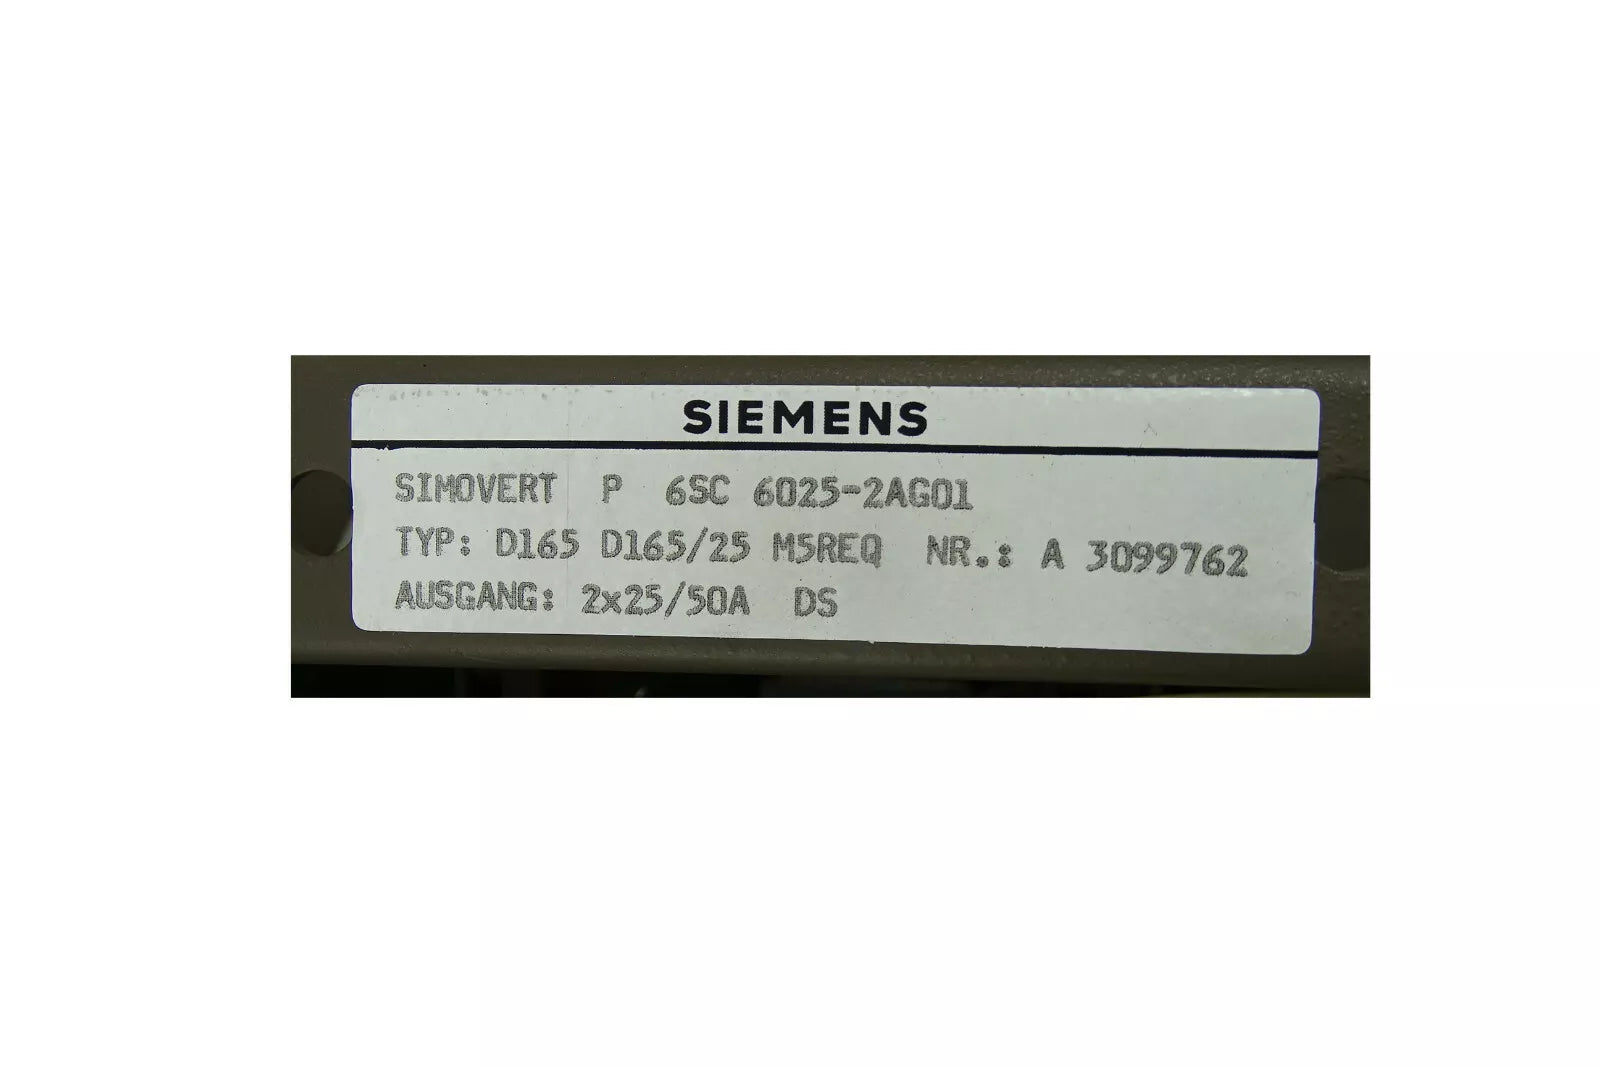 SIEMENS
SIMOVERT P 6SC 6025-2AG01
TYP: D165 D165/25 M5REQ NR.: A 3099762
AUSGANG: 2x25/50A DS